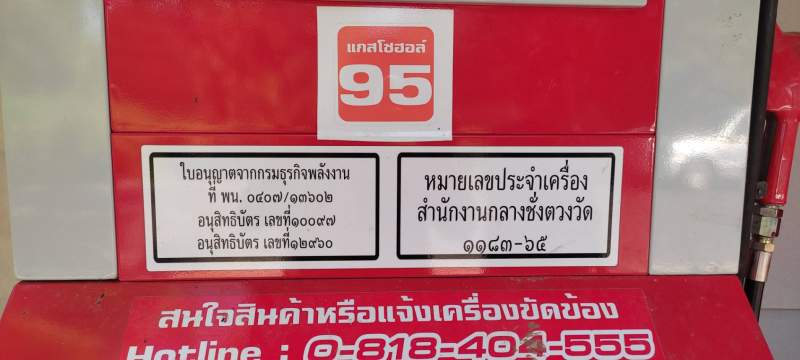 แกสโซฮอล์
95
ใบอนุญาตจากกรมธุรกิจพลังงาน
ที่ พน. ๐๔๐๗/๑๓๖๐๒
อนุสิทธิบัตร เลขที่๑๐๐๙๗
อนุสิทธิบัตร เลขที่๑๒๙๖๐
หมายเลขประจำเครื่อง
สำนักงานกลางชั่งตวงวัด
๑๑๘๓-๖๕
สนใจสินค้าหรือแจ้งเครื่องขัดข้อง
Hotline : 0-818-404-555